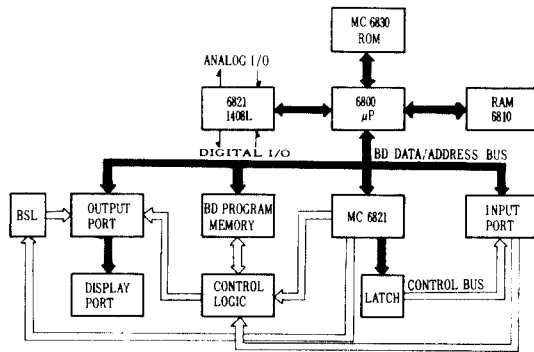 MC 6830
ROM
ANALOG I/O
6821
1408L
6800
μP
RAM
6810
DIGITAL I/O
BD DATA/ADDRESS BUS
BSL
OUTPUT
PORT
BD PROGRAM
MEMORY
MC 6821
INPUT
PORT
DISPLAY
PORT
CONTROL
LOGIC
LATCH
CONTROL BUS